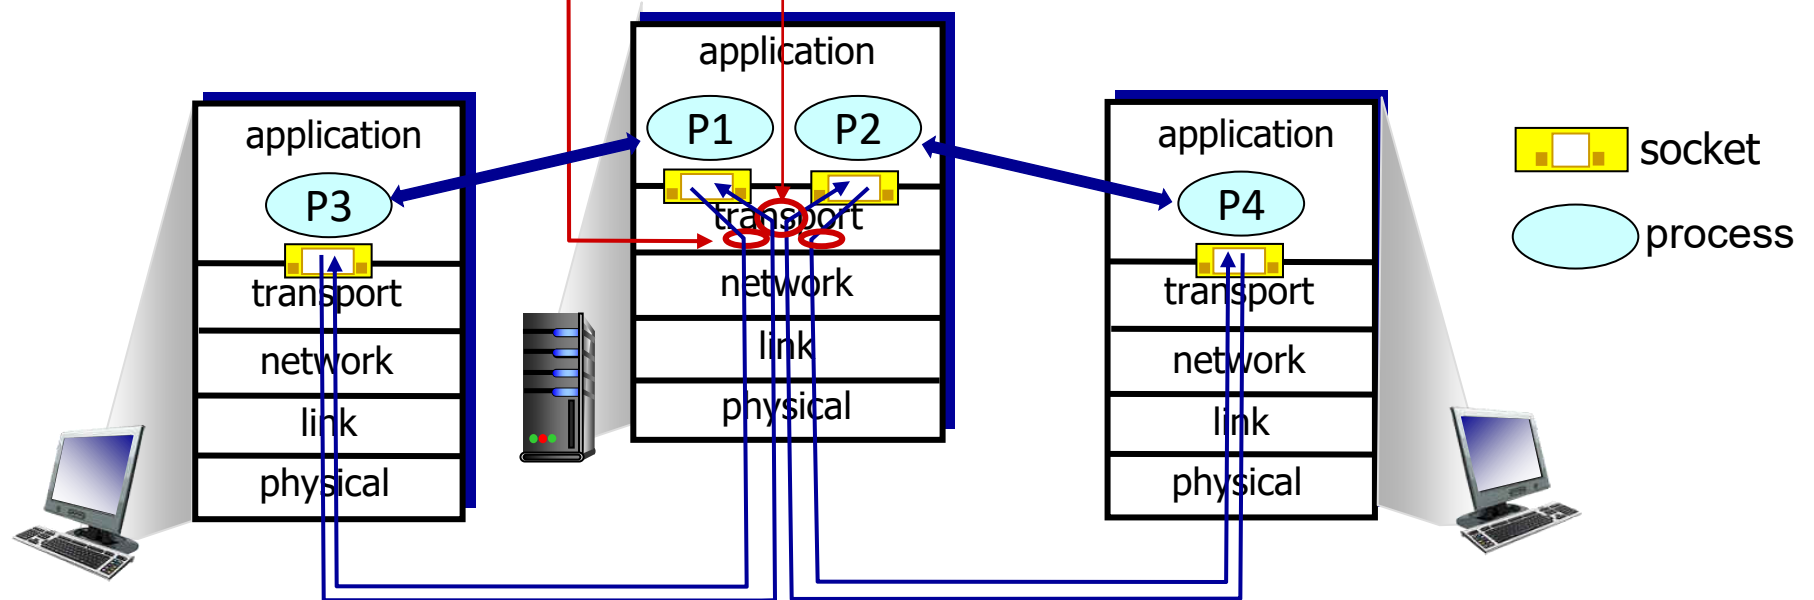 application
P1
P2
transport
network
link
physical
application
P3
transport
network
link
physical
application
P4
transport
network
link
physical
socket
process